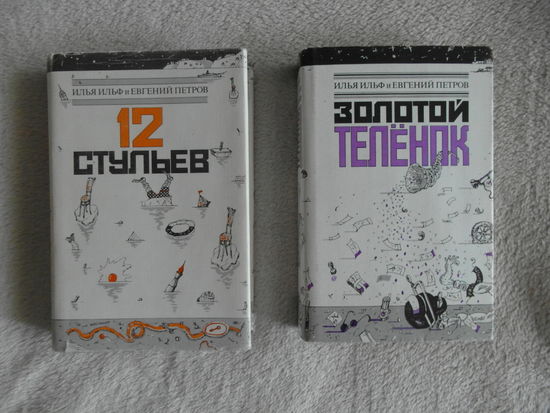 ИЛЬЯ ИЛЬФ и ЕВГЕНИЙ ПЕТРОВ
12
СТУЛЬЕВ
ИЛЬЯ ИЛЬФ и ЕВГЕНИЙ ПЕТРОВ
ЗОЛОТОЙ
ТЕЛЁНОК